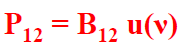 P₁₂ = B₁₂ u(ν)